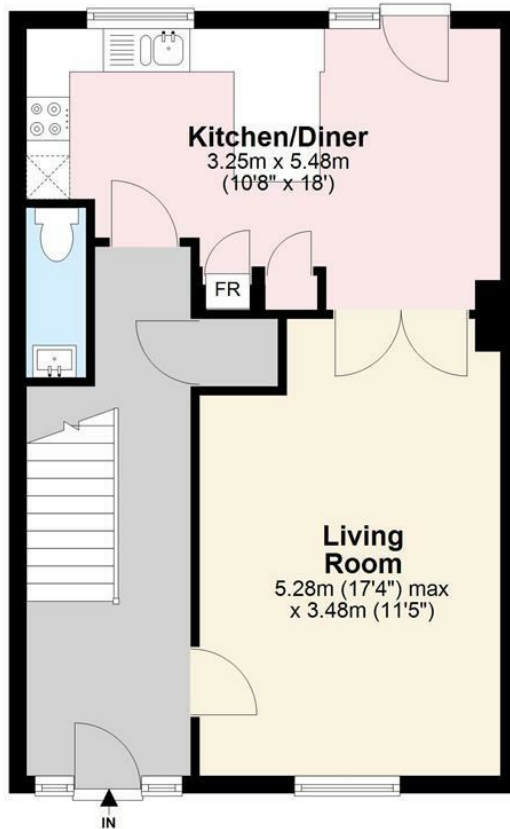 Kitchen/Diner
3.25m x 5.48m
(10'8" x 18')
FR
Living
Room
5.28m (17'4") max
x 3.48m (11'5")
IN